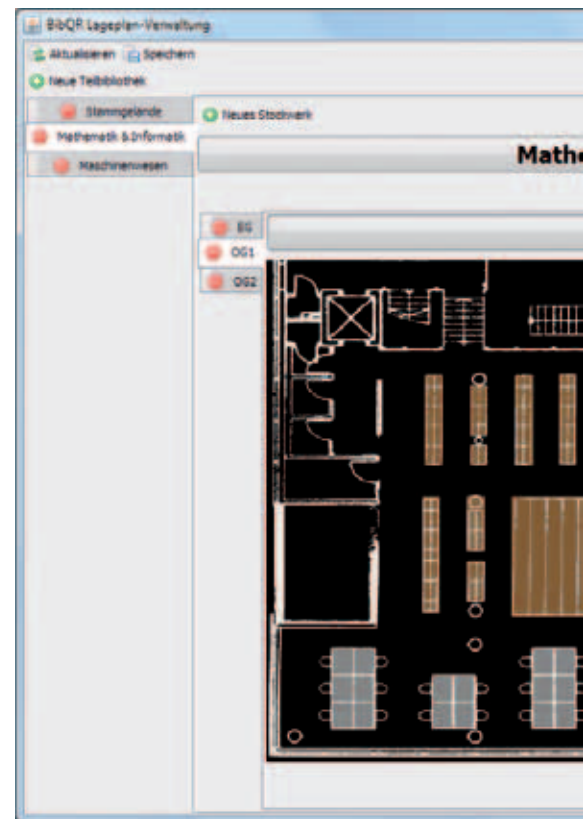 BibQR Lageplan-Verwaltung
Aktualisieren Speichern
Neue Teilbibliothek
Stammgelände
Mathematik & Informatik
Maschinenwesen
Neues Stockwerk
Mathe
EG
OG1
OG2